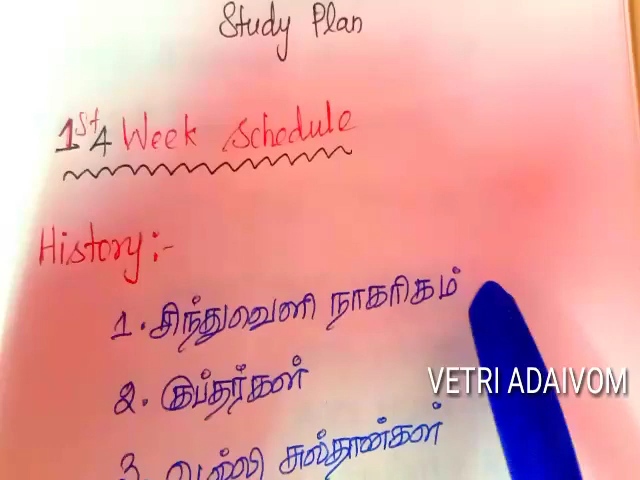 Study Plan
1st 4 Week Schedule
History:-
1. சிந்துவெளி நாகரிகம்
2. குப்தர்கள்
VETRI ADAIVOM
3. டெல்லி சுல்தான்கள்